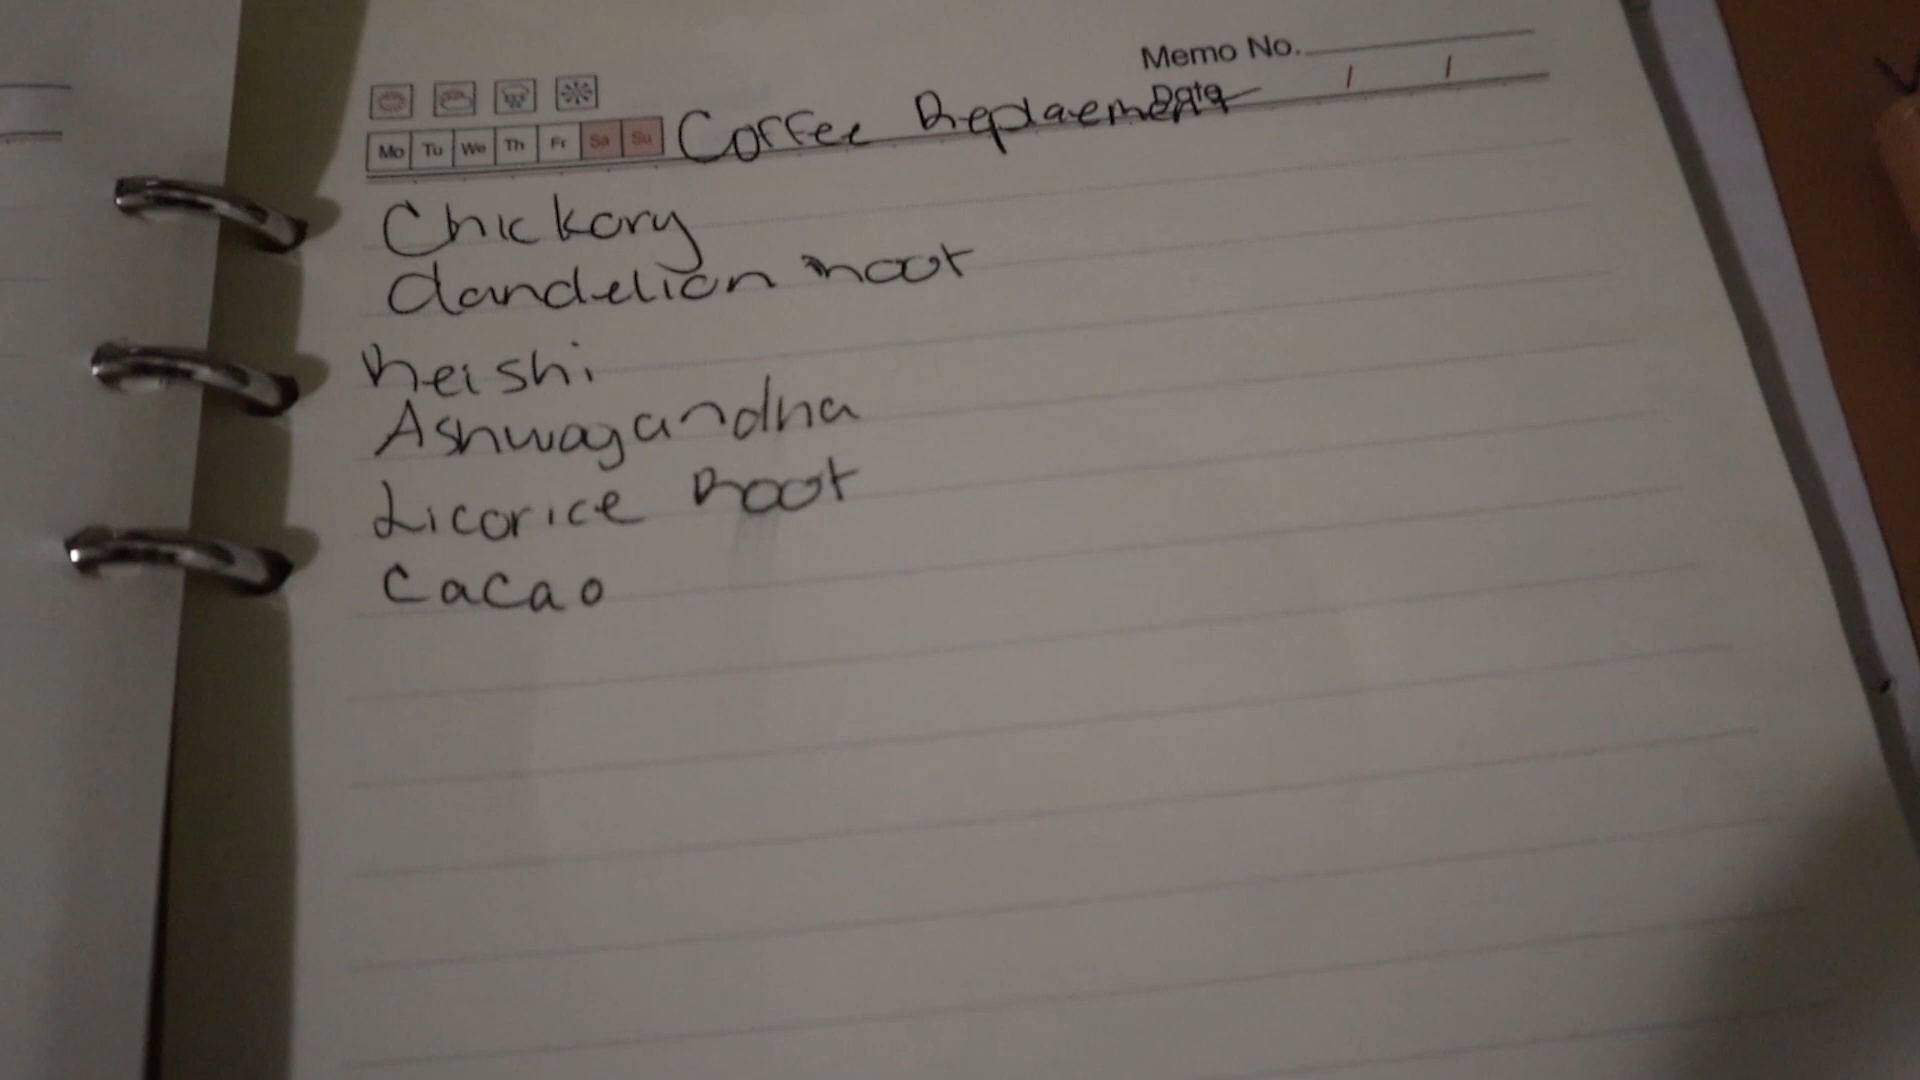 Memo No.
Date / /
Mo Tu We Th Fr Sa Su
Coffee Replaement
Chickory
dandelion root
Reishi
Ashwagandha
Licorice Root
Cacao